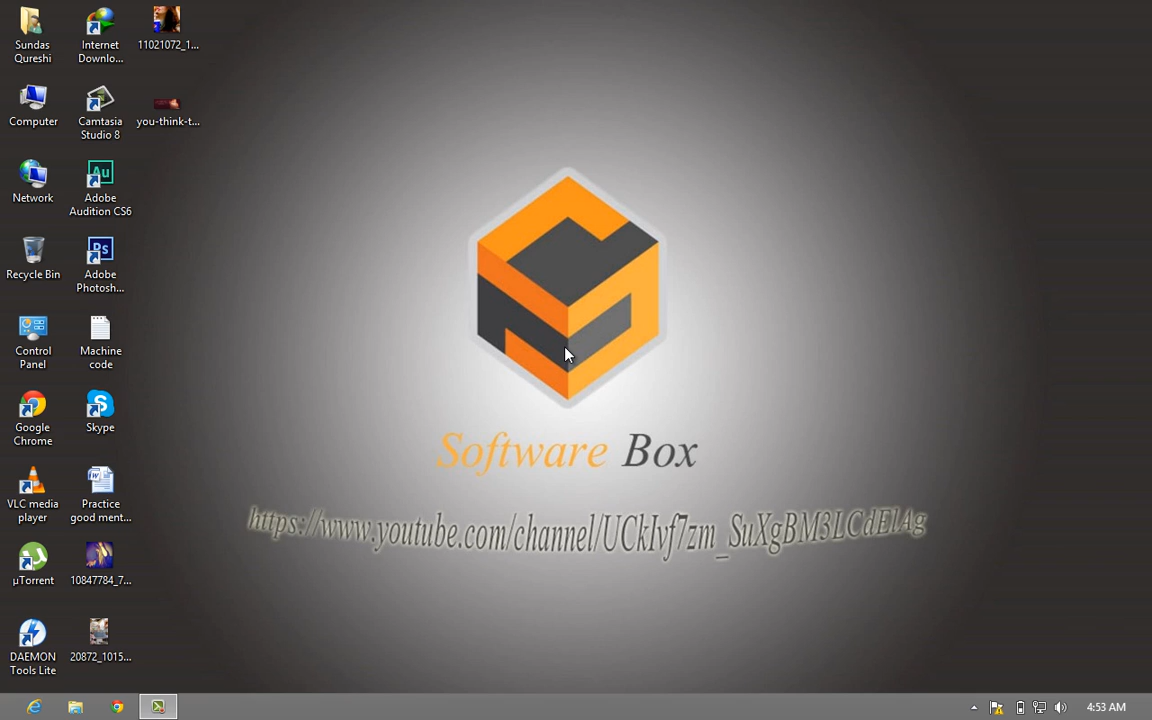 Sundas
Qureshi
Internet
Downlo...
11021072_1...
Computer
Camtasia
Studio 8
you-think-t...
Network
Au
Adobe
Audition CS6
Recycle Bin
Ps
Adobe
Photosh...
Control
Panel
Machine
code
Google
Chrome
Skype
VLC media
player
Practice
good ment...
µTorrent
10847784_7...
DAEMON
Tools Lite
20872_1015...
Software Box
https://www.youtube.com/channel/UCkIvf7zm_SuXgBM3LCdElAg
4:53 AM